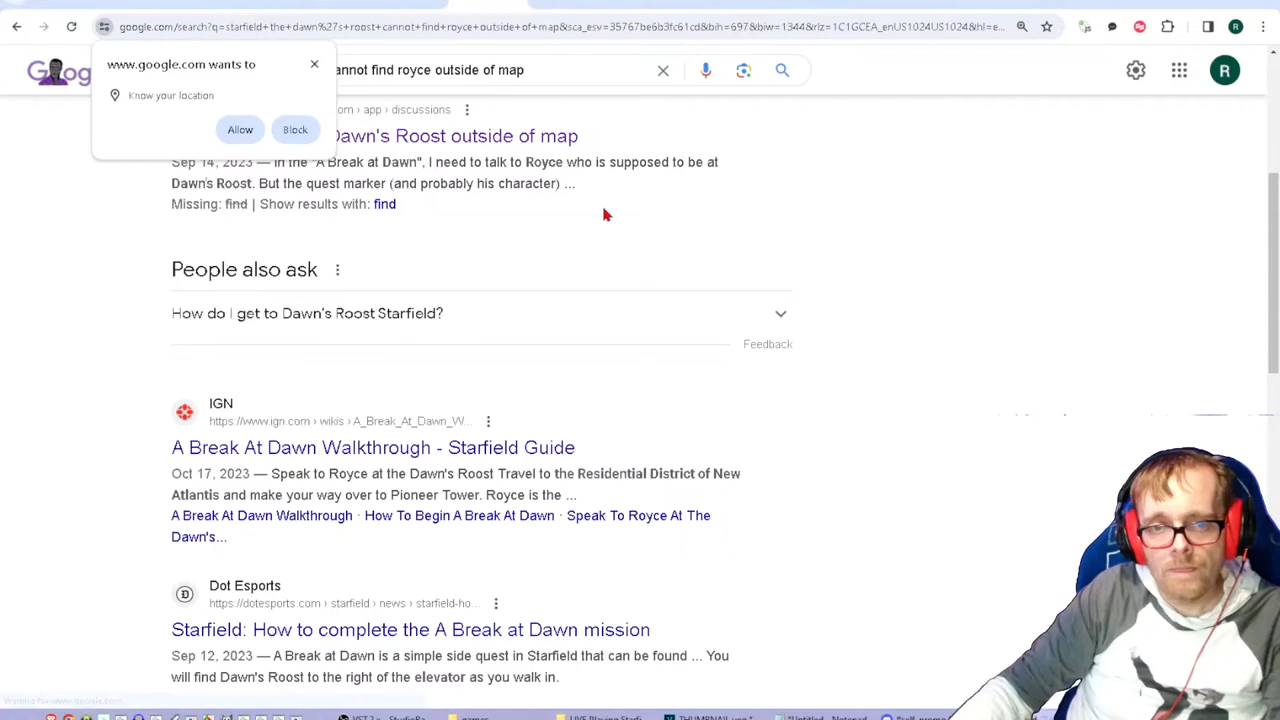 google.com/search?q=starfield+the+dawn%27s+roost+cannot+find+royce+outside+of+map&sca_esv=35767be6b3fc61cd&bih=697&biw=1344&rlz=1C1GCEA_enUS1024US1024&hl=e...
R
www.google.com wants to
Know your location
Allow
Block
Goog
annot find royce outside of map
R
om › app › discussions
Dawn's Roost outside of map
Sep 14, 2023 — In the "A Break at Dawn", I need to talk to Royce who is supposed to be at
Dawn's Roost. But the quest marker (and probably his character) ...
Missing: find | Show results with: find
People also ask
How do I get to Dawn's Roost Starfield?
Feedback
IGN
https://www.ign.com › wikis › A_Break_At_Dawn_W...
A Break At Dawn Walkthrough - Starfield Guide
Oct 17, 2023 — Speak to Royce at the Dawn's Roost Travel to the Residential District of New
Atlantis and make your way over to Pioneer Tower. Royce is the ...
A Break At Dawn Walkthrough · How To Begin A Break At Dawn · Speak To Royce At The
Dawn's...
Dot Esports
https://dotesports.com › starfield › news › starfield-ho...
Starfield: How to complete the A Break at Dawn mission
Sep 12, 2023 — A Break at Dawn is a simple side quest in Starfield that can be found ... You
will find Dawn's Roost to the right of the elevator as you walk in.
Waiting for www.google.com...
games